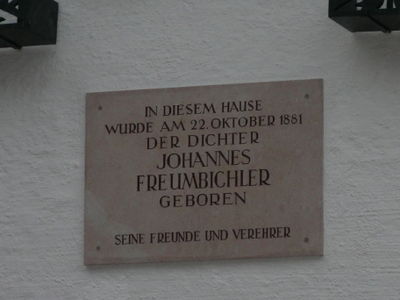 IN DIESEM HAUSE
WURDE AM 22. OKTOBER 1881
DER DICHTER
JOHANNES
FREUMBICHLER
GEBOREN
SEINE FREUNDE UND VEREHRER